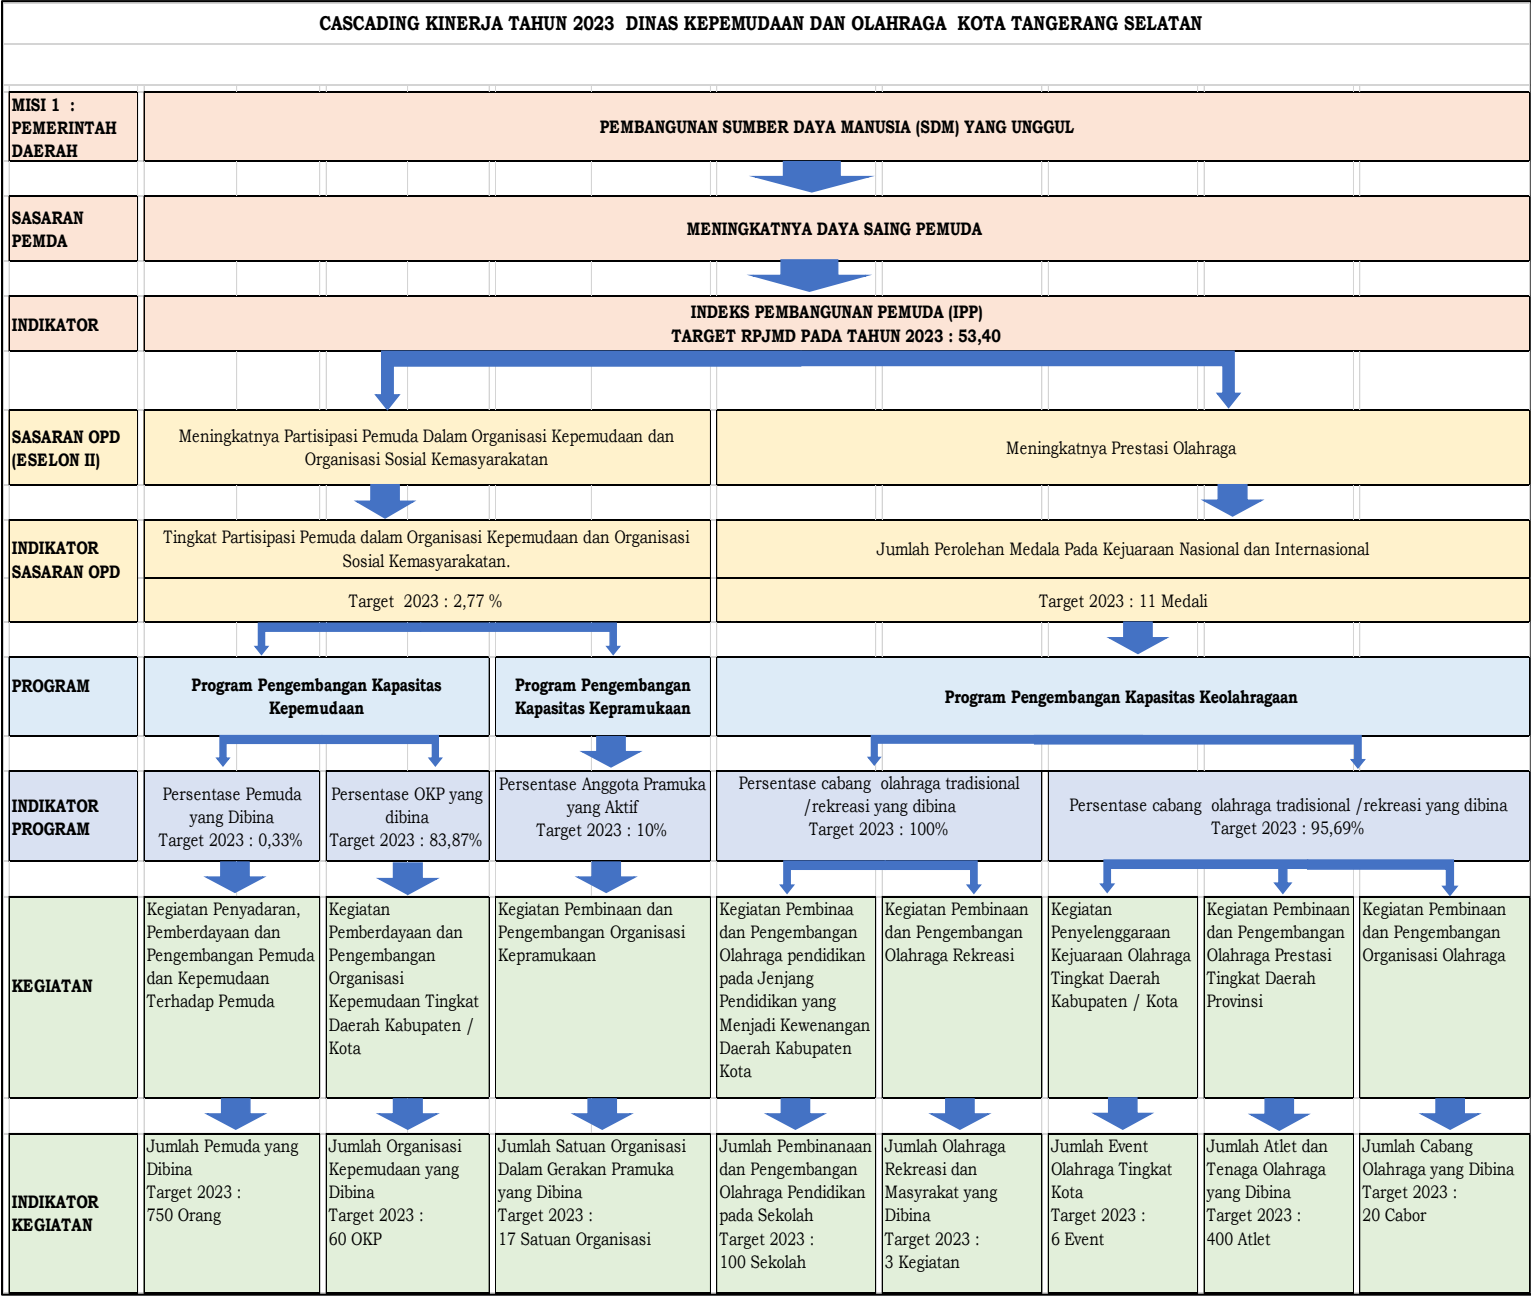 CASCADING KINERJA TAHUN 2023 DINAS KEPEMUDAAN DAN OLAHRAGA KOTA TANGERANG SELATAN
MISI 1 :
PEMERINTAH
DAERAH
PEMBANGUNAN SUMBER DAYA MANUSIA (SDM) YANG UNGGUL
SASARAN
PEMDA
MENINGKATNYA DAYA SAING PEMUDA
INDIKATOR
INDEKS PEMBANGUNAN PEMUDA (IPP)
TARGET RPJMD PADA TAHUN 2023 : 53,40
SASARAN OPD
(ESELON II)
Meningkatnya Partisipasi Pemuda Dalam Organisasi Kepemudaan dan
Organisasi Sosial Kemasyarakatan
Meningkatnya Prestasi Olahraga
INDIKATOR
SASARAN OPD
Tingkat Partisipasi Pemuda dalam Organisasi Kepemudaan dan Organisasi
Sosial Kemasyarakatan.
Target 2023 : 2,77 %
Jumlah Perolehan Medala Pada Kejuaraan Nasional dan Internasional
Target 2023 : 11 Medali
PROGRAM
Program Pengembangan Kapasitas
Kepemudaan
Program Pengembangan
Kapasitas Kepramukaan
Program Pengembangan Kapasitas Keolahragaan
INDIKATOR
PROGRAM
Persentase Pemuda
yang Dibina
Target 2023 : 0,33%
Persentase OKP yang
dibina
Target 2023 : 83,87%
Persentase Anggota Pramuka
yang Aktif
Target 2023 : 10%
Persentase cabang olahraga tradisional
/rekreasi yang dibina
Target 2023 : 100%
Persentase cabang olahraga tradisional /rekreasi yang dibina
Target 2023 : 95,69%
KEGIATAN
Kegiatan Penyadaran,
Pemberdayaan dan
Pengembangan Pemuda
dan Kepemudaan
Terhadap Pemuda
Kegiatan
Pemberdayaan dan
Pengembangan
Organisasi
Kepemudaan Tingkat
Daerah Kabupaten /
Kota
Kegiatan Pembinaan dan
Pengembangan Organisasi
Kepramukaan
Kegiatan Pembinaa
dan Pengembangan
Olahraga pendidikan
pada Jenjang
Pendidikan yang
Menjadi Kewenangan
Daerah Kabupaten
Kota
Kegiatan Pembinaan
dan Pengembangan
Olahraga Rekreasi
Kegiatan
Penyelenggaraan
Kejuaraan Olahraga
Tingkat Daerah
Kabupaten / Kota
Kegiatan Pembinaan
dan Pengembangan
Olahraga Prestasi
Tingkat Daerah
Provinsi
Kegiatan Pembinaan
dan Pengembangan
Organisasi Olahraga
INDIKATOR
KEGIATAN
Jumlah Pemuda yang
Dibina
Target 2023 :
750 Orang
Jumlah Organisasi
Kepemudaan yang
Dibina
Target 2023 :
60 OKP
Jumlah Satuan Organisasi
Dalam Gerakan Pramuka
yang Dibina
Target 2023 :
17 Satuan Organisasi
Jumlah Pembinanaan
dan Pengembangan
Olahraga Pendidikan
pada Sekolah
Target 2023 :
100 Sekolah
Jumlah Olahraga
Rekreasi dan
Masyrakat yang
Dibina
Target 2023 :
3 Kegiatan
Jumlah Event
Olahraga Tingkat
Kota
Target 2023 :
6 Event
Jumlah Atlet dan
Tenaga Olahraga
yang Dibina
Target 2023 :
400 Atlet
Jumlah Cabang
Olahraga yang Dibina
Target 2023 :
20 Cabor